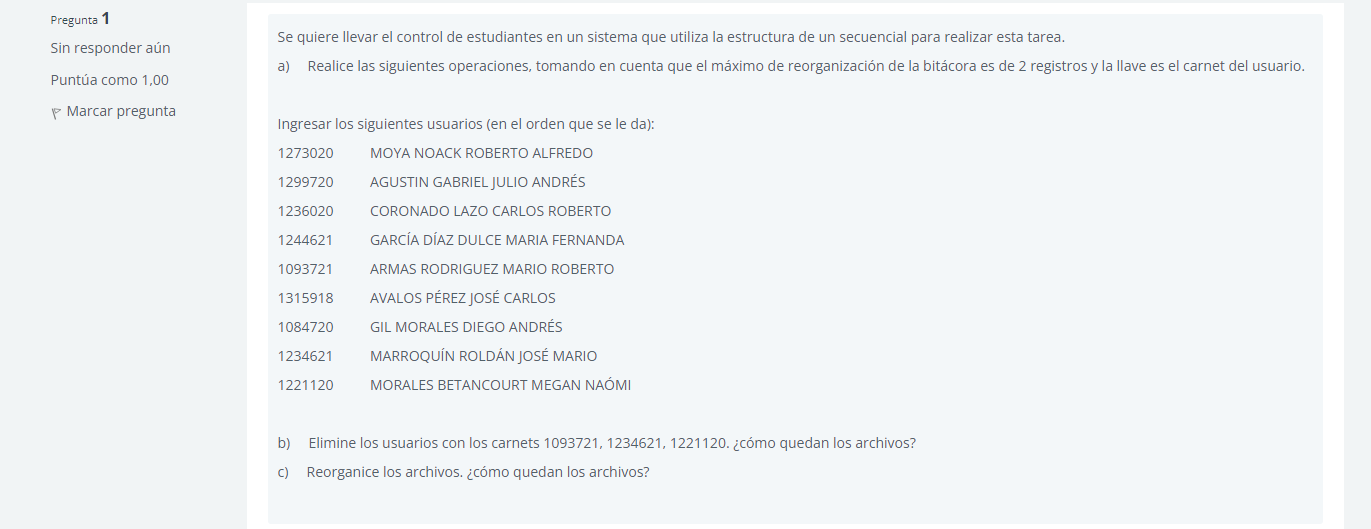 Pregunta 1
Sin responder aún
Puntúa como 1,00
Marcar pregunta
Se quiere llevar el control de estudiantes en un sistema que utiliza la estructura de un secuencial para realizar esta tarea.
a) Realice las siguientes operaciones, tomando en cuenta que el máximo de reorganización de la bitácora es de 2 registros y la llave es el carnet del usuario.
Ingresar los siguientes usuarios (en el orden que se le da):
1273020 MOYA NOACK ROBERTO ALFREDO
1299720 AGUSTIN GABRIEL JULIO ANDRÉS
1236020 CORONADO LAZO CARLOS ROBERTO
1244621 GARCÍA DÍAZ DULCE MARIA FERNANDA
1093721 ARMAS RODRIGUEZ MARIO ROBERTO
1315918 AVALOS PÉREZ JOSÉ CARLOS
1084720 GIL MORALES DIEGO ANDRÉS
1234621 MARROQUÍN ROLDÁN JOSÉ MARIO
1221120 MORALES BETANCOURT MEGAN NAÓMI
b) Elimine los usuarios con los carnets 1093721, 1234621, 1221120. ¿cómo quedan los archivos?
c) Reorganice los archivos. ¿cómo quedan los archivos?